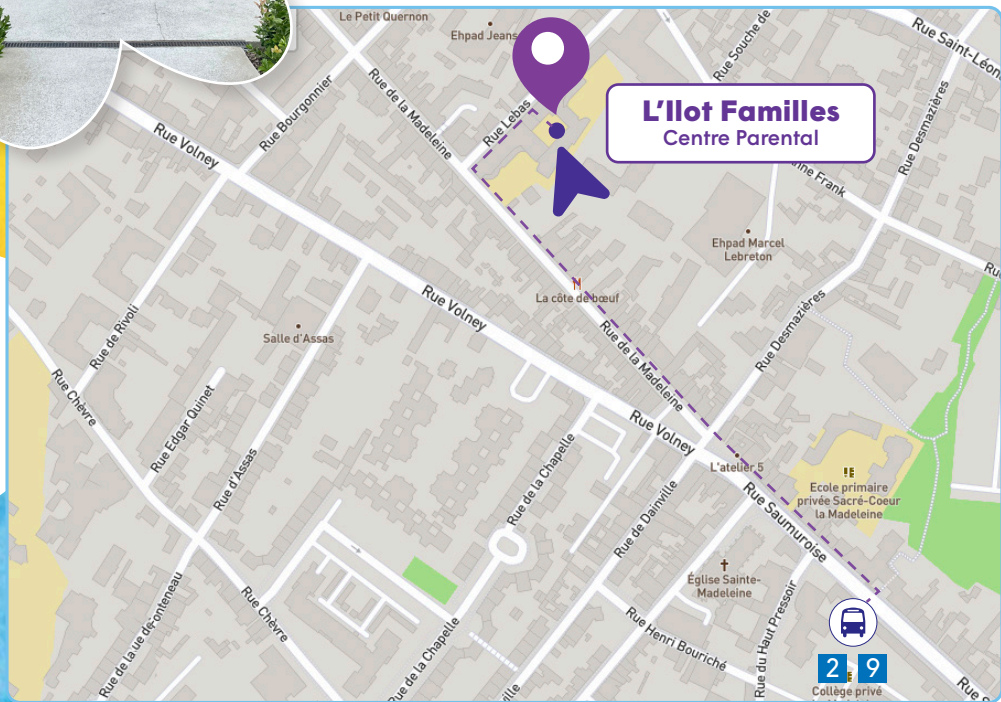 Le Petit Quernon
Ehpad Jeans
Rue Souche de
Rue Saint-Léon
Rue de la Madeleine
Rue Lebas
L'Ilot Familles
Centre Parental
Rue Desmazières
Rue Bourgonnier
Rue Volney
Frank
Ehpad Marcel
Lebreton
La côte de bœuf
Rue Volney
Rue de Rivoli
Salle d'Assas
Rue de la Madeleine
Rue Desmazières
Rue Chèvre
Rue Edgar Quinet
Rue d'Assas
Rue Volney
Rue de la Chapelle
L'atelier 5
Ecole primaire
privée Sacré-Coeur
la Madeleine
Rue Saumuroise
Rue de Dainville
Église Sainte-
Madeleine
Rue de la
Rue Chèvre
Rue de la Chapelle
Rue Henri Bouriché
Rue du Haut Pressoir
2 9
Collège privé